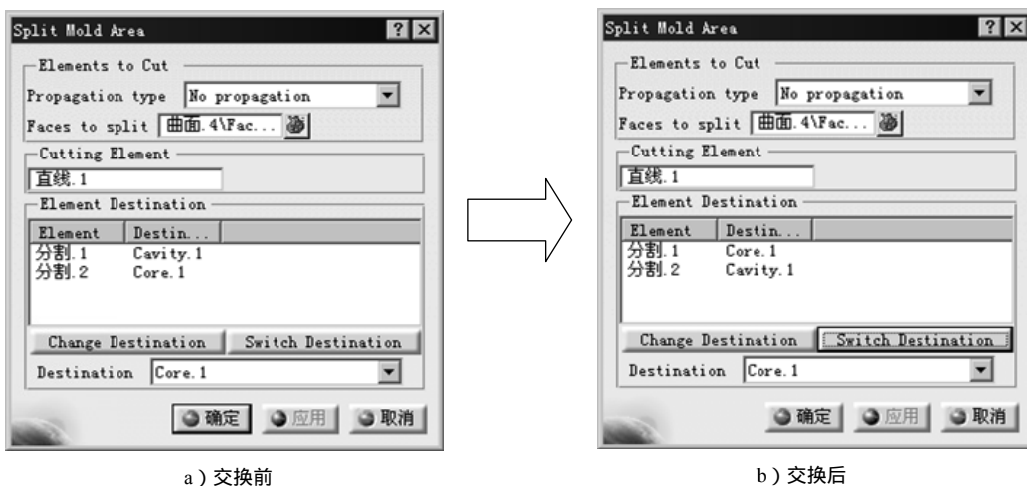 Split Mold Area
Elements to Cut
Propagation type No propagation
Faces to split 曲面.4\Fac...
Cutting Element
直线.1
Element Destination
Element Destin...
分割.1 Cavity.1
分割.2 Core.1
Change Destination Switch Destination
Destination Core.1
确定 应用 取消
a）交换前
Split Mold Area
Elements to Cut
Propagation type No propagation
Faces to split 曲面.4\Fac...
Cutting Element
直线.1
Element Destination
Element Destin...
分割.1 Core.1
分割.2 Cavity.1
Change Destination Switch Destination
Destination Core.1
确定 应用 取消
b）交换后